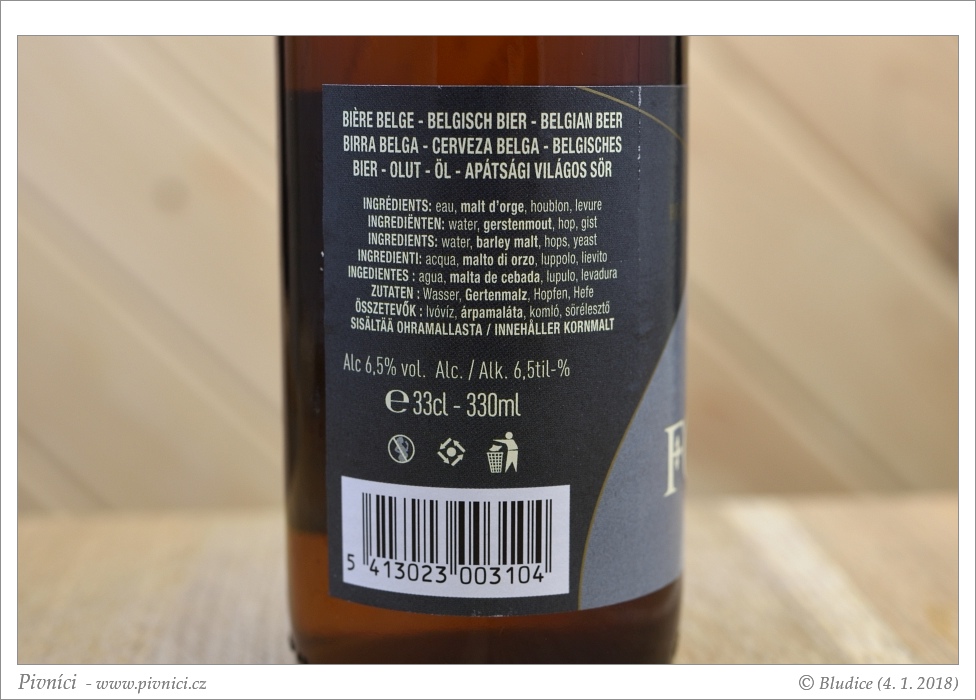 BIÈRE BELGE - BELGISCH BIER - BELGIAN BEER
BIRRA BELGA - CERVEZA BELGA - BELGISCHES
BIER - OLUT - ÖL - APÁTSÁGI VILÁGOS SÖR
INGRÉDIENTS: eau, malt d'orge, houblon, levure
INGREDIËNTEN: water, gerstenmout, hop, gist
INGREDIENTS: water, barley malt, hops, yeast
INGREDIENTI: acqua, malto di orzo, luppolo, lievito
INGEDIENTES : agua, malta de cebada, lupulo, levadura
ZUTATEN : Wasser, Gertenmalz, Hopfen, Hefe
ÖSSZETEVŐK : Ivóvíz, árpamaláta, komló, sörélesztő
SISÄLTÄÄ OHRAMALLASTA / INNEHÅLLER KORNMALT
Alc 6,5% vol. Alc. / Alk. 6,5til-%
℮ 33cl - 330ml
5 413023 003104
Pivníci - www.pivnici.cz
© Bludice (4. 1. 2018)